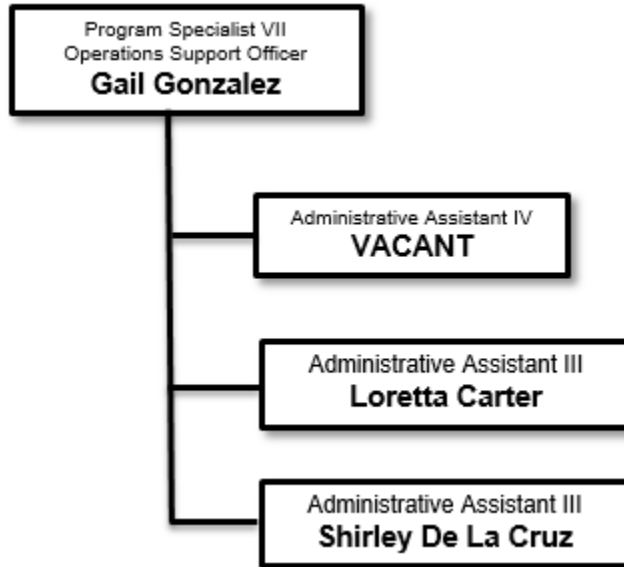 Program Specialist VII
Operations Support Officer
Gail Gonzalez
Administrative Assistant IV
VACANT
Administrative Assistant III
Loretta Carter
Administrative Assistant III
Shirley De La Cruz